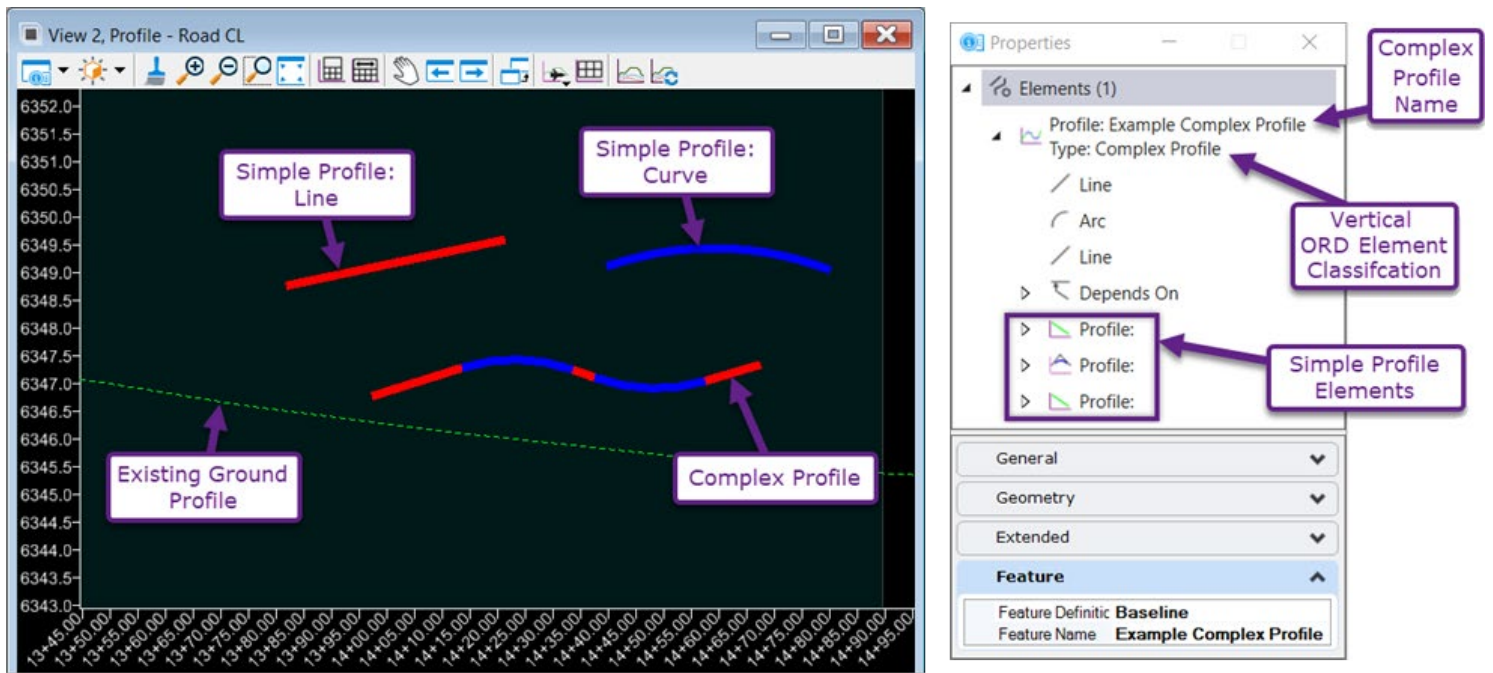 View 2, Profile - Road CL
6352.0
6351.5
6351.0
6350.5
6350.0
6349.5
6349.0
6348.5
6348.0
6347.5
6347.0
6346.5
6346.0
6345.5
6345.0
6344.5
6344.0
6343.5
6343.0
Simple Profile:
Line
Simple Profile:
Curve
Existing Ground
Profile
Complex Profile
13+45.00
13+50.00
13+55.00
13+60.00
13+65.00
13+70.00
13+75.00
13+80.00
13+85.00
13+90.00
13+95.00
14+00.00
14+05.00
14+10.00
14+15.00
14+20.00
14+25.00
14+30.00
14+35.00
14+40.00
14+45.00
14+50.00
14+55.00
14+60.00
14+65.00
14+70.00
14+75.00
14+80.00
14+85.00
14+90.00
14+95.00
Properties
Elements (1)
Profile: Example Complex Profile
Type: Complex Profile
Line
Arc
Line
Depends On
Profile:
Profile:
Profile:
Complex
Profile
Name
Vertical
ORD Element
Classifcation
Simple Profile
Elements
General
Geometry
Extended
Feature
Feature Definitic Baseline
Feature Name Example Complex Profile